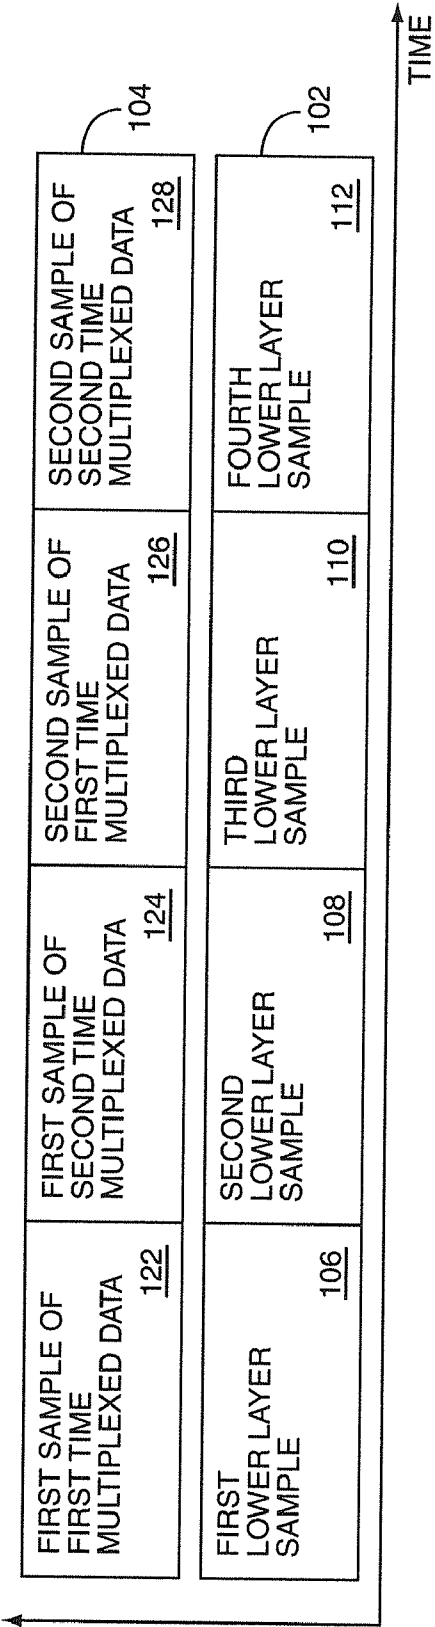 FIRST SAMPLE OF
FIRST TIME
MULTIPLEXED DATA
122
FIRST SAMPLE OF
SECOND TIME
MULTIPLEXED DATA
124
SECOND SAMPLE OF
FIRST TIME
MULTIPLEXED DATA
126
SECOND SAMPLE OF
SECOND TIME
MULTIPLEXED DATA
128
104
FIRST
LOWER LAYER
SAMPLE
106
SECOND
LOWER LAYER
SAMPLE
108
THIRD
LOWER LAYER
SAMPLE
110
FOURTH
LOWER LAYER
SAMPLE
112
102
TIME